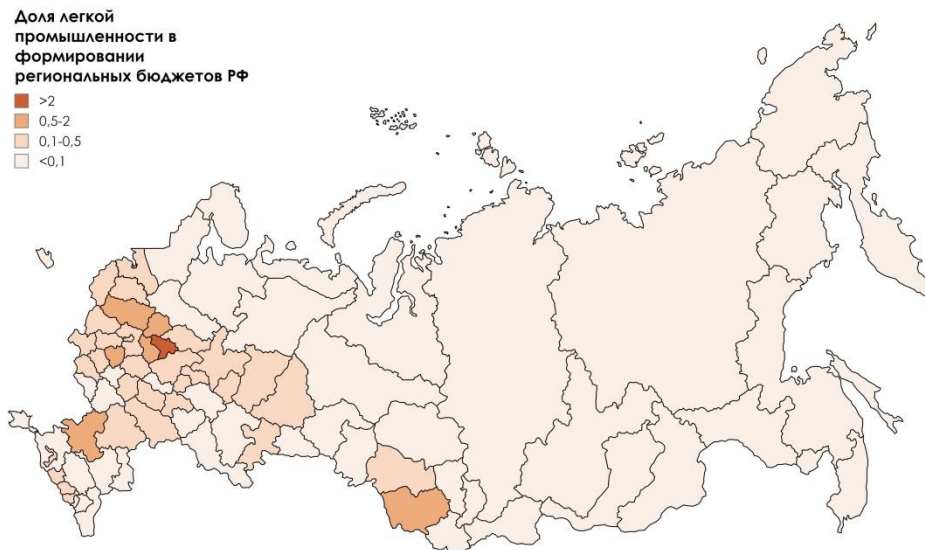 Доля легкой
промышленности в
формировании
региональных бюджетов РФ
>2
0,5-2
0,1-0,5
<0,1